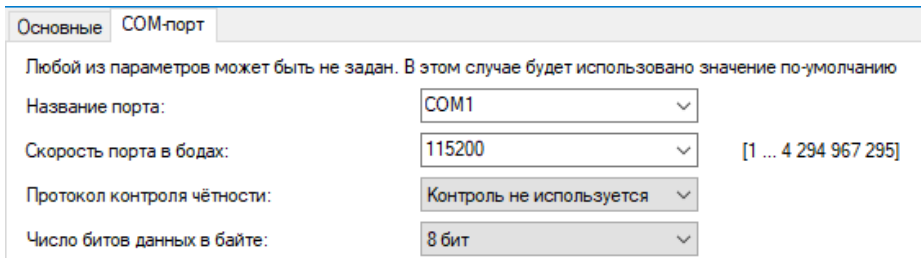 Основные COM-порт
Любой из параметров может быть не задан. В этом случае будет использовано значение по-умолчанию
Название порта: COM1
Скорость порта в бодах: 115200 [1 ... 4 294 967 295]
Протокол контроля чётности: Контроль не используется
Число битов данных в байте: 8 бит